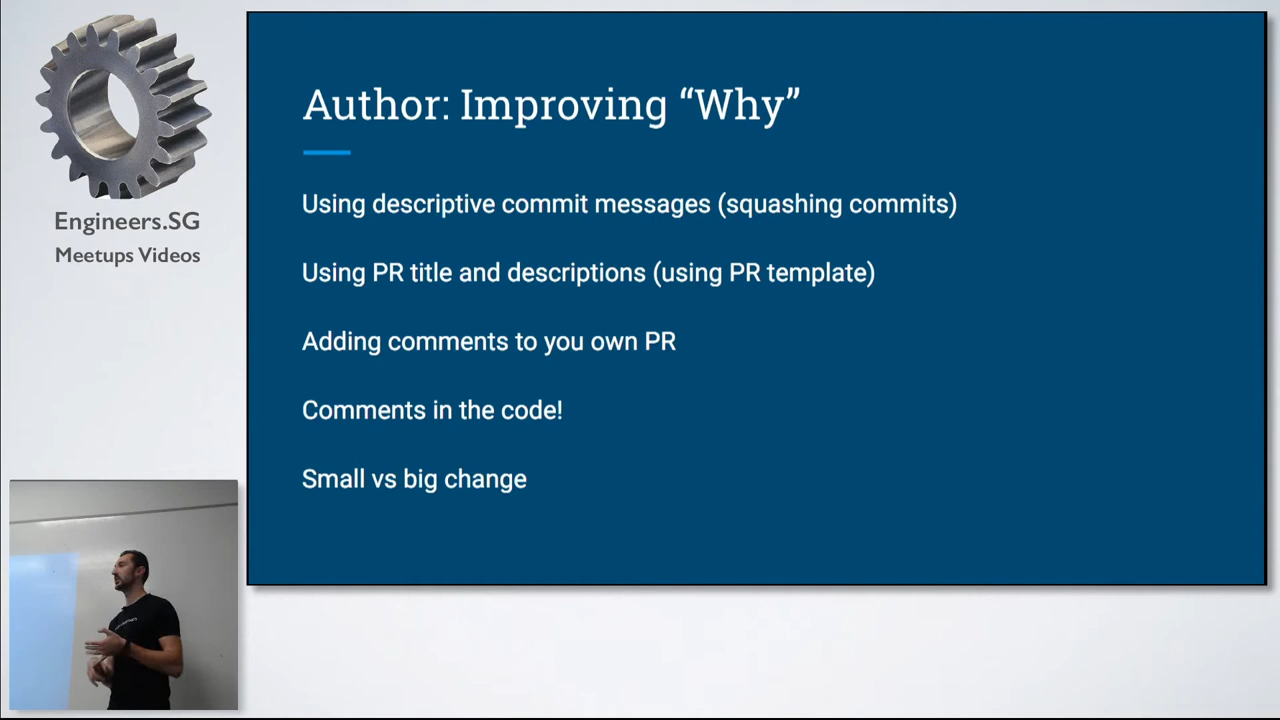 Engineers.SG
Meetups Videos
Author: Improving “Why”
Using descriptive commit messages (squashing commits)
Using PR title and descriptions (using PR template)
Adding comments to you own PR
Comments in the code!
Small vs big change